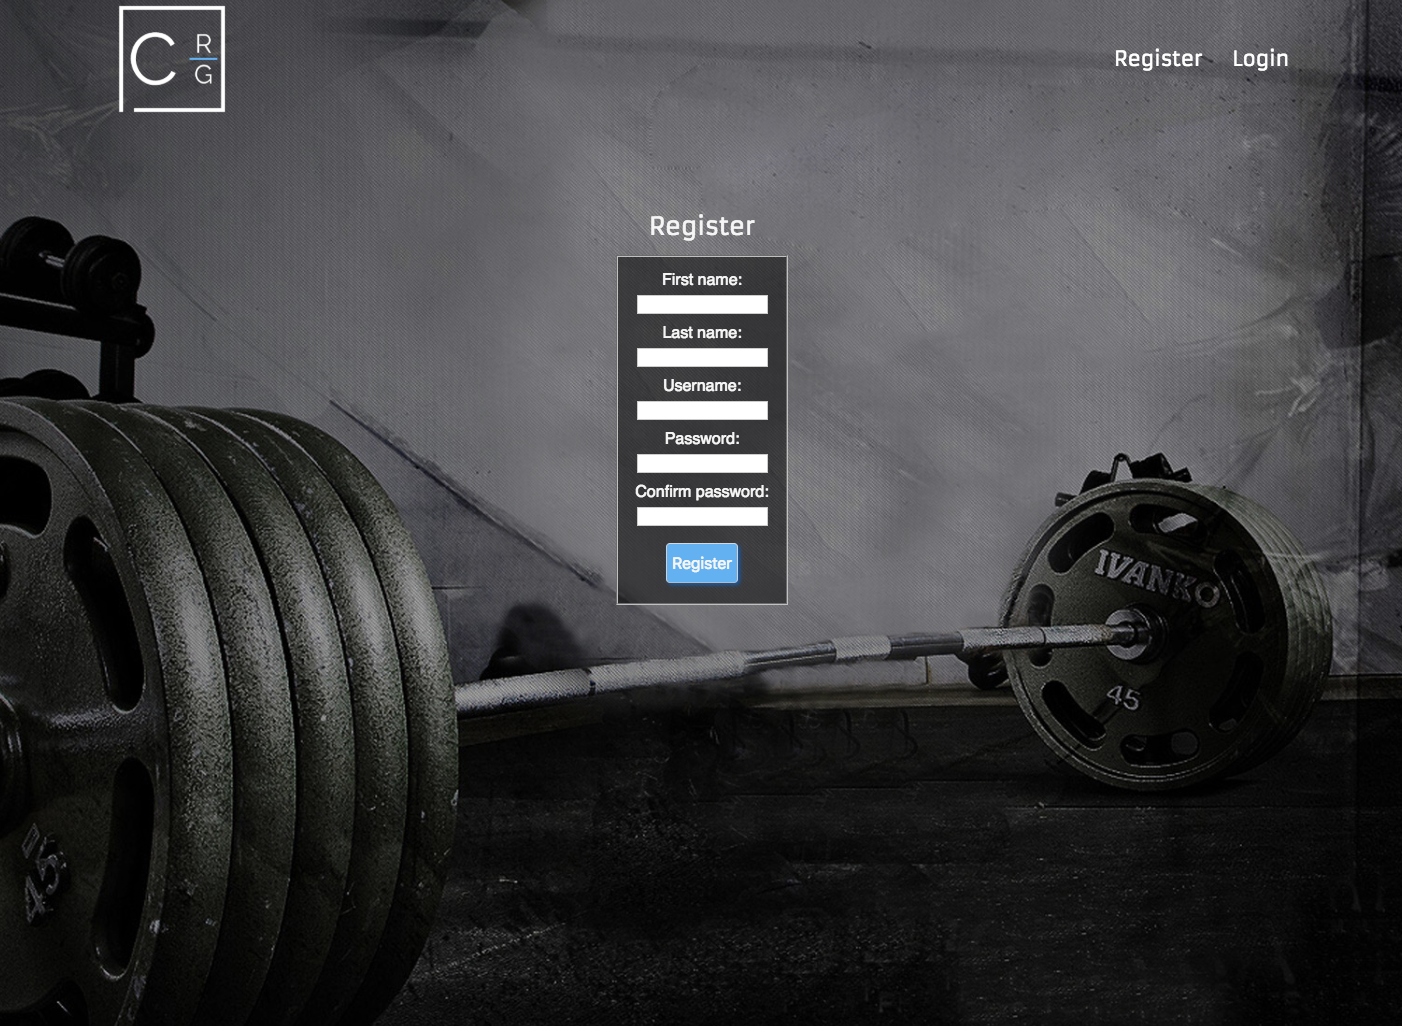 C R
G
Register Login
Register
First name:
Last name:
Username:
Password:
Confirm password:
Register
IVANKO
45
45